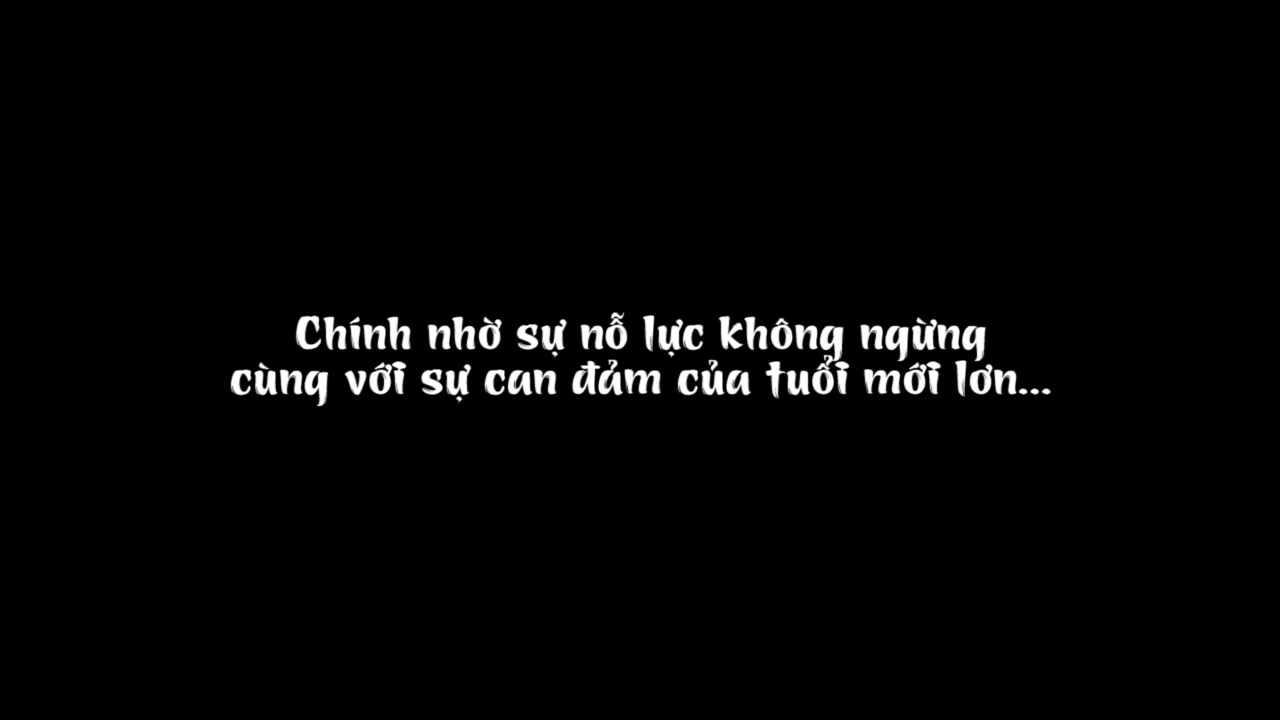 Chính nhờ sự nỗ lực không ngừng
cùng với sự can đảm của tuổi mới lớn...